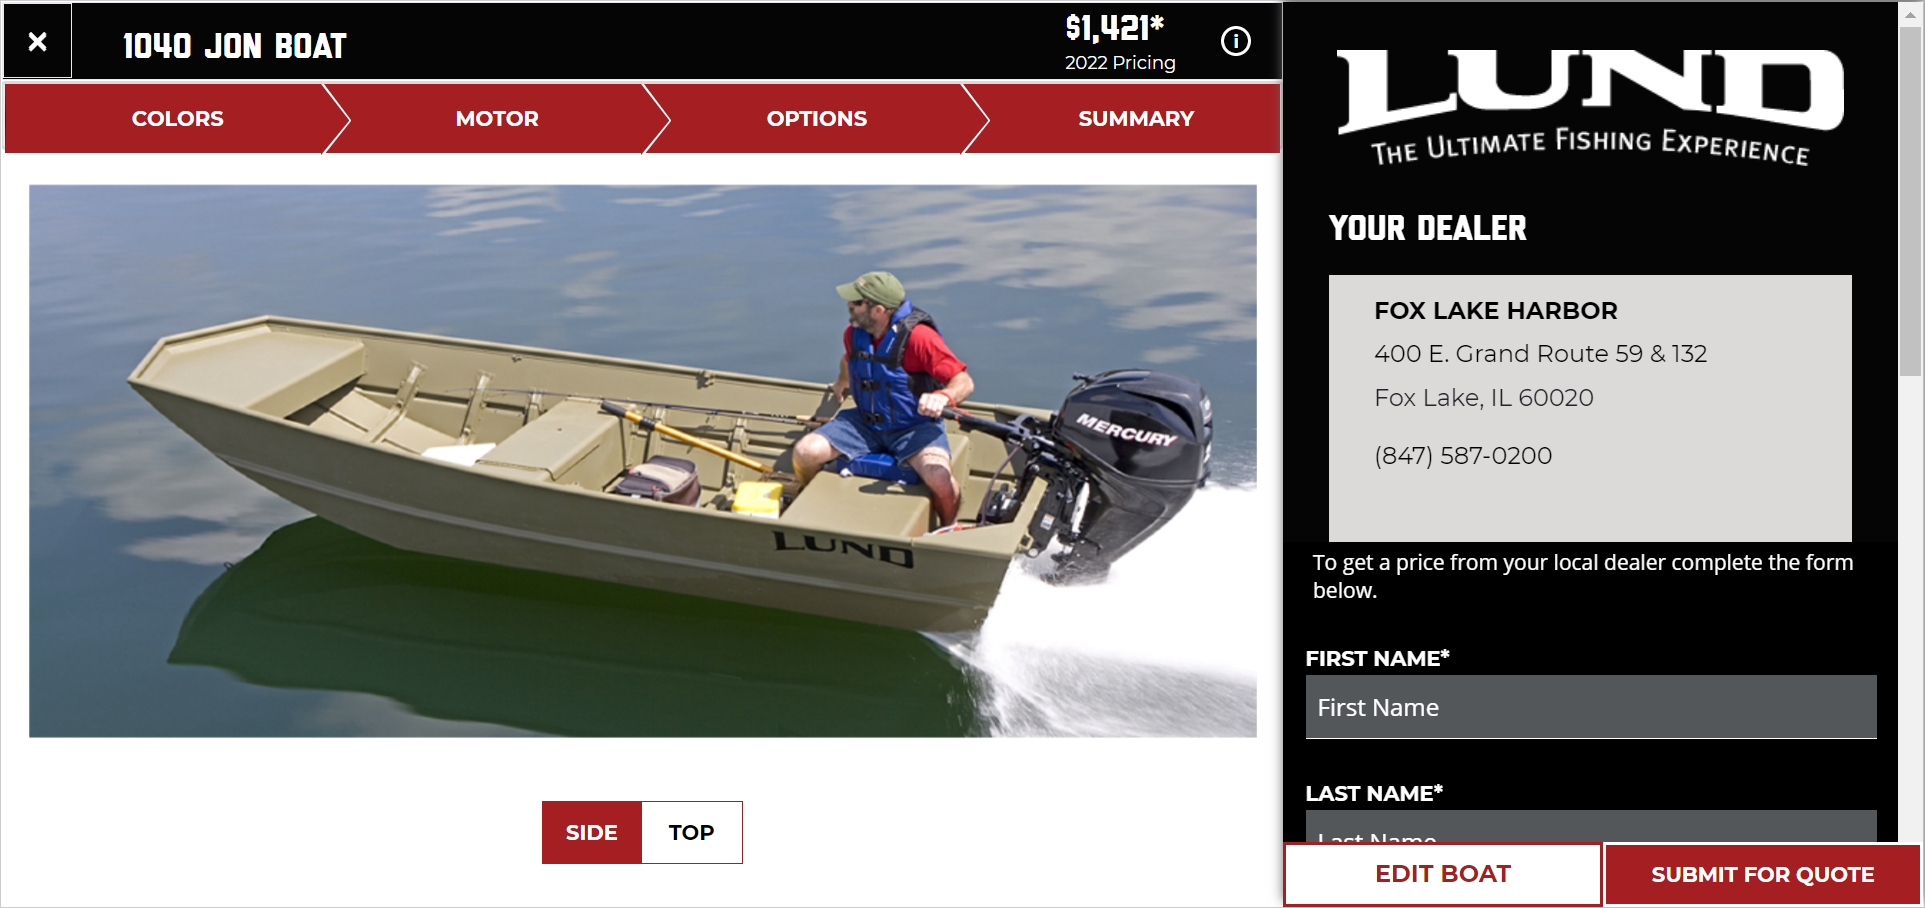 1040 JON BOAT
$1,421*
2022 Pricing
i
COLORS
MOTOR
OPTIONS
SUMMARY
MERCURY
LUND
SIDE
TOP
LUND
THE ULTIMATE FISHING EXPERIENCE
YOUR DEALER
FOX LAKE HARBOR
400 E. Grand Route 59 & 132
Fox Lake, IL 60020
(847) 587-0200
To get a price from your local dealer complete the form
below.
FIRST NAME*
First Name
LAST NAME*
Last Name
EDIT BOAT
SUBMIT FOR QUOTE